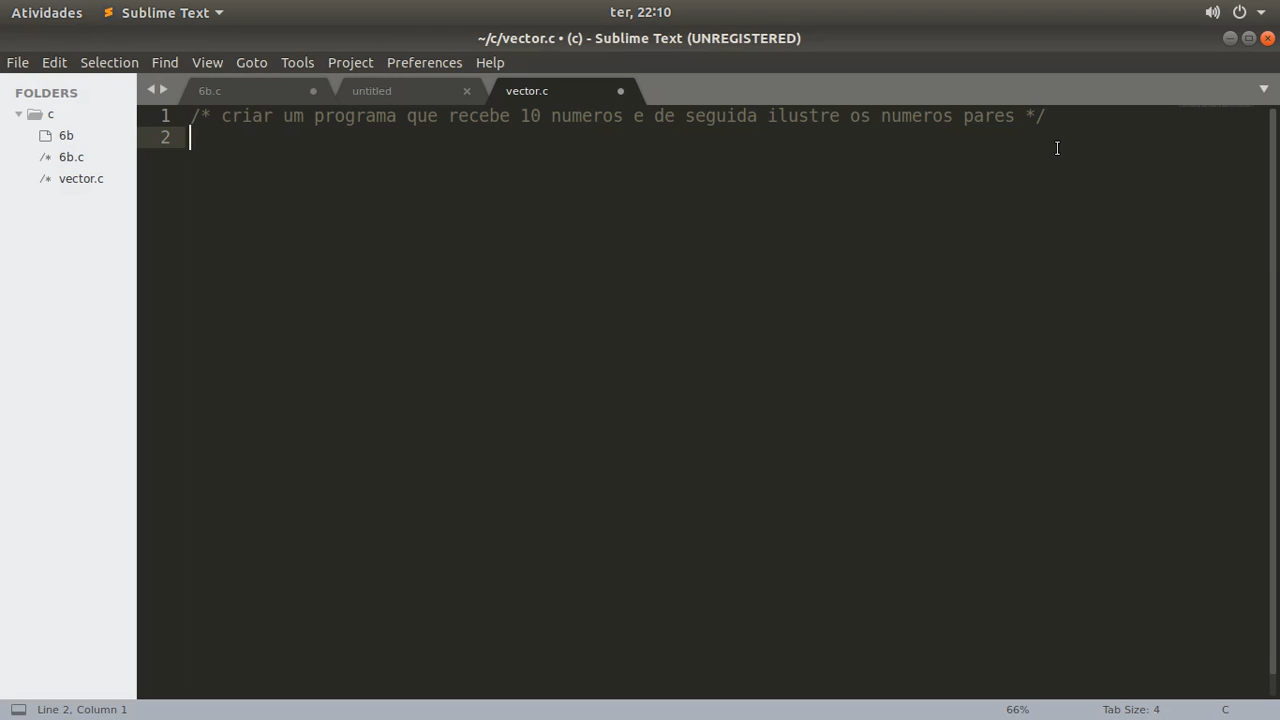 Atividades Sublime Text ter, 22:10
~/c/vector.c • (c) - Sublime Text (UNREGISTERED)
File Edit Selection Find View Goto Tools Project Preferences Help
FOLDERS
c
6b
/* 6b.c
/* vector.c
6b.c untitled vector.c
1 /* criar um programa que recebe 10 numeros e de seguida ilustre os numeros pares */
2
Line 2, Column 1 66% Tab Size: 4 C